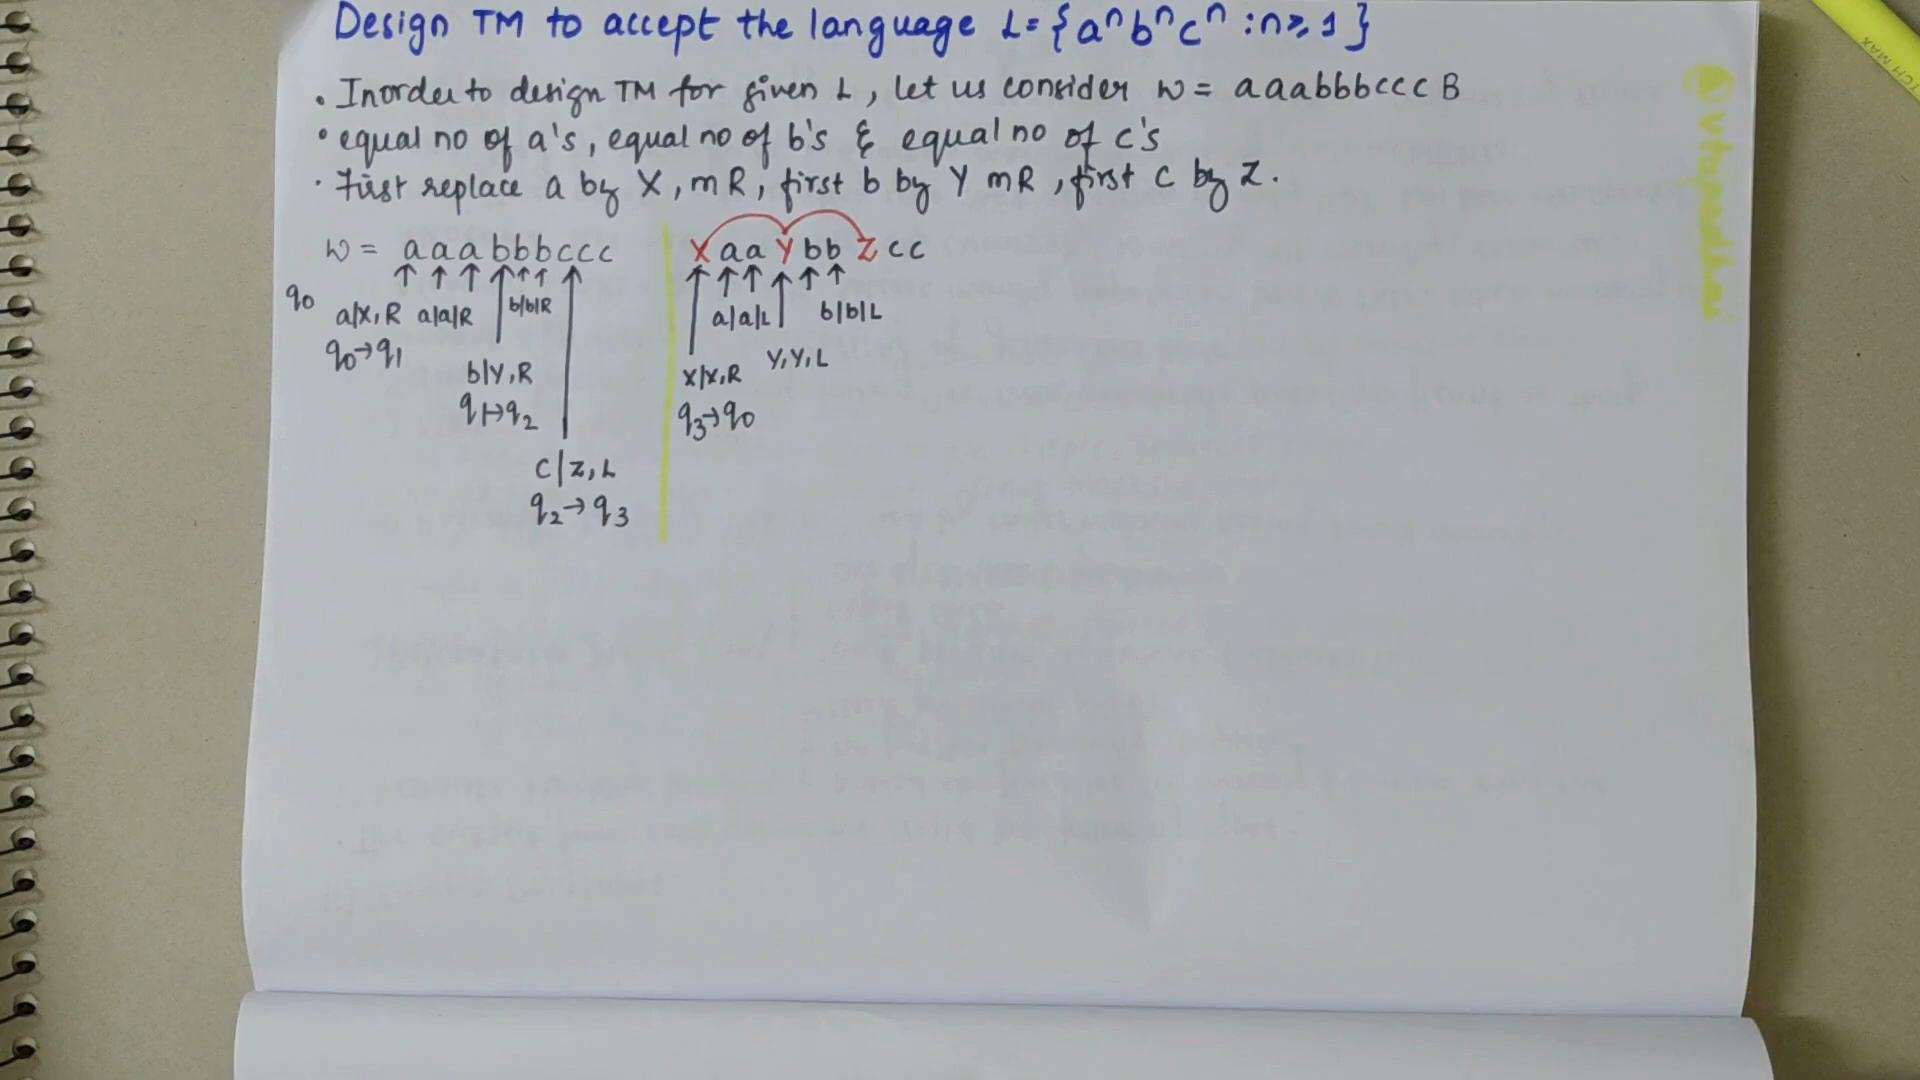 Design TM to accept the language L={aⁿbⁿcⁿ :n≥1}
• Inorder to design TM for given L, let us consider w = aaabbbcccB
• equal no of a's, equal no of b's & equal no of c's
• First replace a by X, mR, first b by Y mR, first c by Z.
w = aaabbbccc XaaYbbZcc
q0 a/X,R a/a/R b/b/R a/a/L b/b/L
q0→q1 b/Y,R x/x,R Y,Y,L
q1→q2 q3→q0
c/z,L
q2→q3
vtupadhai